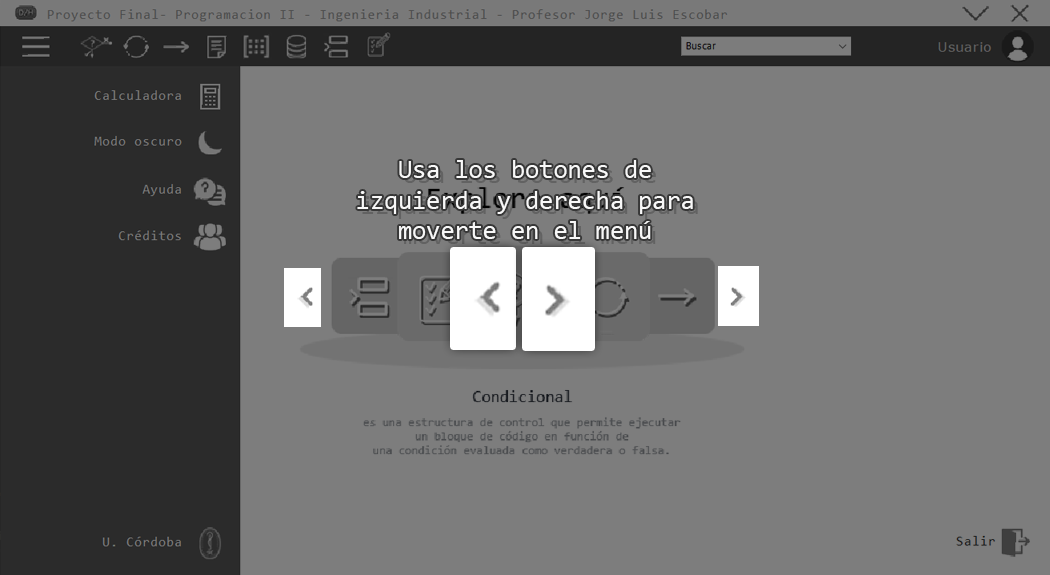 D/H Proyecto Final- Programacion II - Ingenieria Industrial - Profesor Jorge Luis Escobar
Buscar
Usuario
Calculadora
Modo oscuro
Ayuda
Créditos
Usa los botones de
izquierda y derecha para
moverte en el menú
Condicional
es una estructura de control que permite ejecutar
un bloque de código en función de
una condición evaluada como verdadera o falsa.
U. Córdoba
Salir